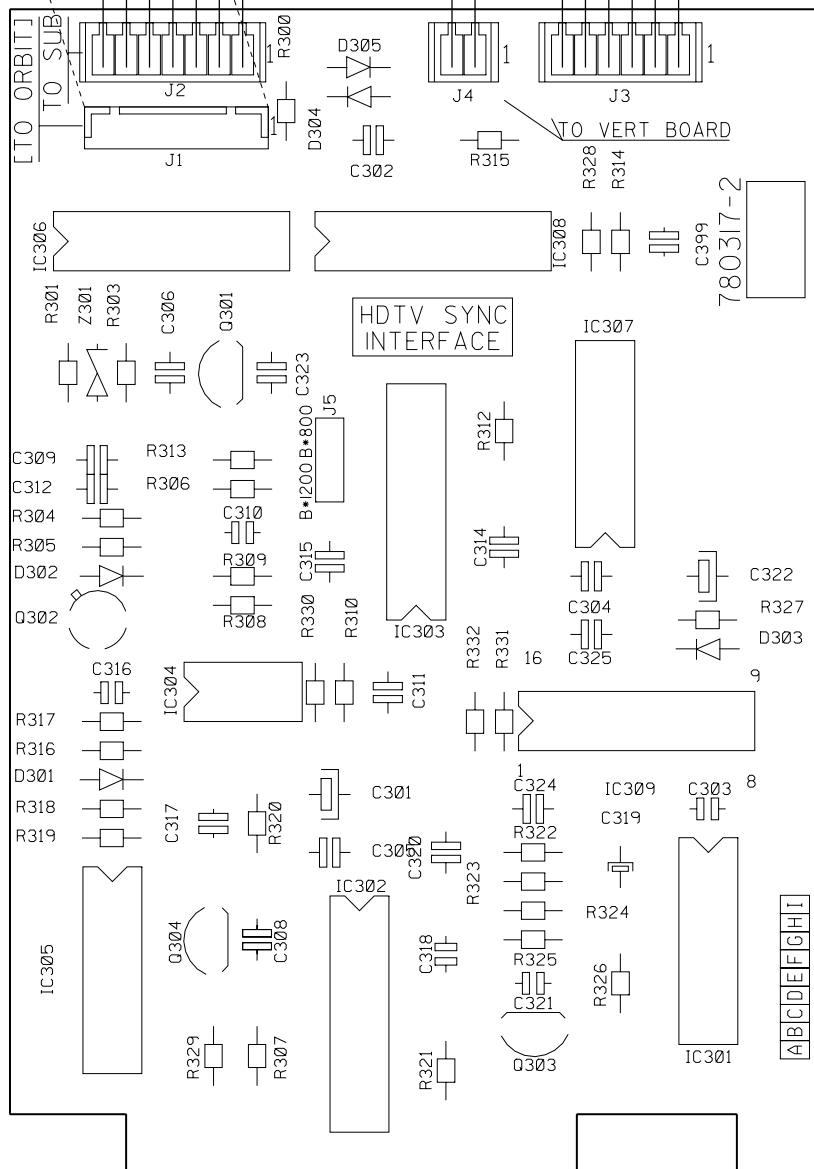 [TO ORBIT]
TO SUB
1
J2
R300
D305
1
J4
1
J3
1
J1
D304
C302
R315
TO VERT BOARD
R328
R314
IC306
IC308
C399
780317-2
R301
Z301
R303
C306
Q301
C323
HDTV SYNC
INTERFACE
IC307
J5
B*1200 B*800
R312
C309
R313
C312
R306
R304
C310
R305
R309
C315
C314
D302
C304
C322
Q302
R308
R330
R310
IC303
C325
R327
D303
R332
R331
16
9
C316
IC304
C311
R317
R316
D301
C301
1
C324
IC309
C303
8
R318
C317
R320
C319
R319
C305
C320
R322
IC302
R323
R324
IC305
Q304
C308
C318
R325
R326
C321
A B C D E F G H I
R329
R307
R321
Q303
IC301